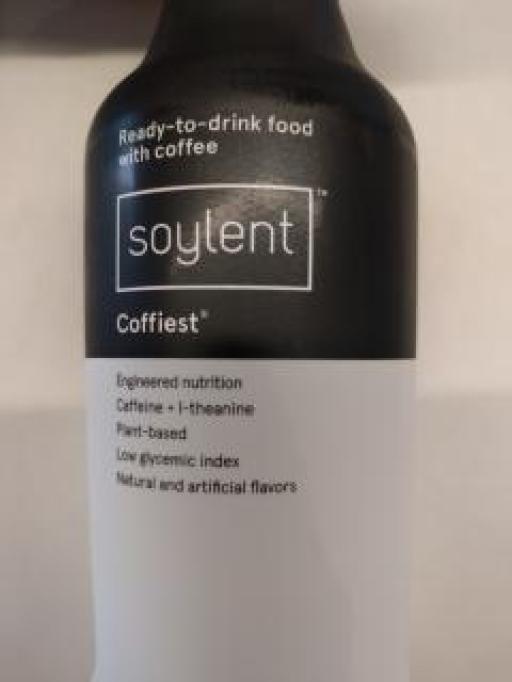 Ready-to-drink food
with coffee
soylent™
Coffiest®
Engineered nutrition
Caffeine + l-theanine
Plant-based
Low glycemic index
Natural and artificial flavors